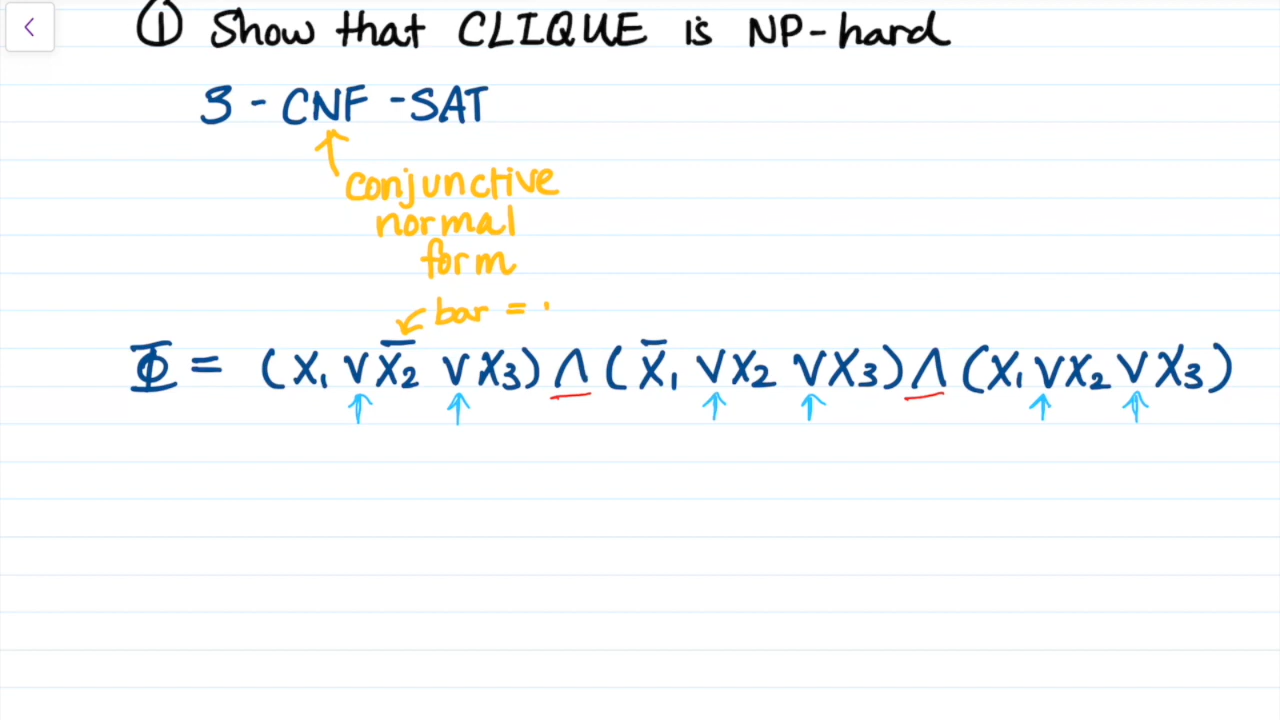 ① Show that CLIQUE is NP-hard
3 - CNF - SAT
conjunctive
normal
form
bar =
Φ = (x₁ ∨ x̅₂ ∨ x₃) ∧ (x̅₁ ∨ x₂ ∨ x₃) ∧ (x₁ ∨ x₂ ∨ x₃)